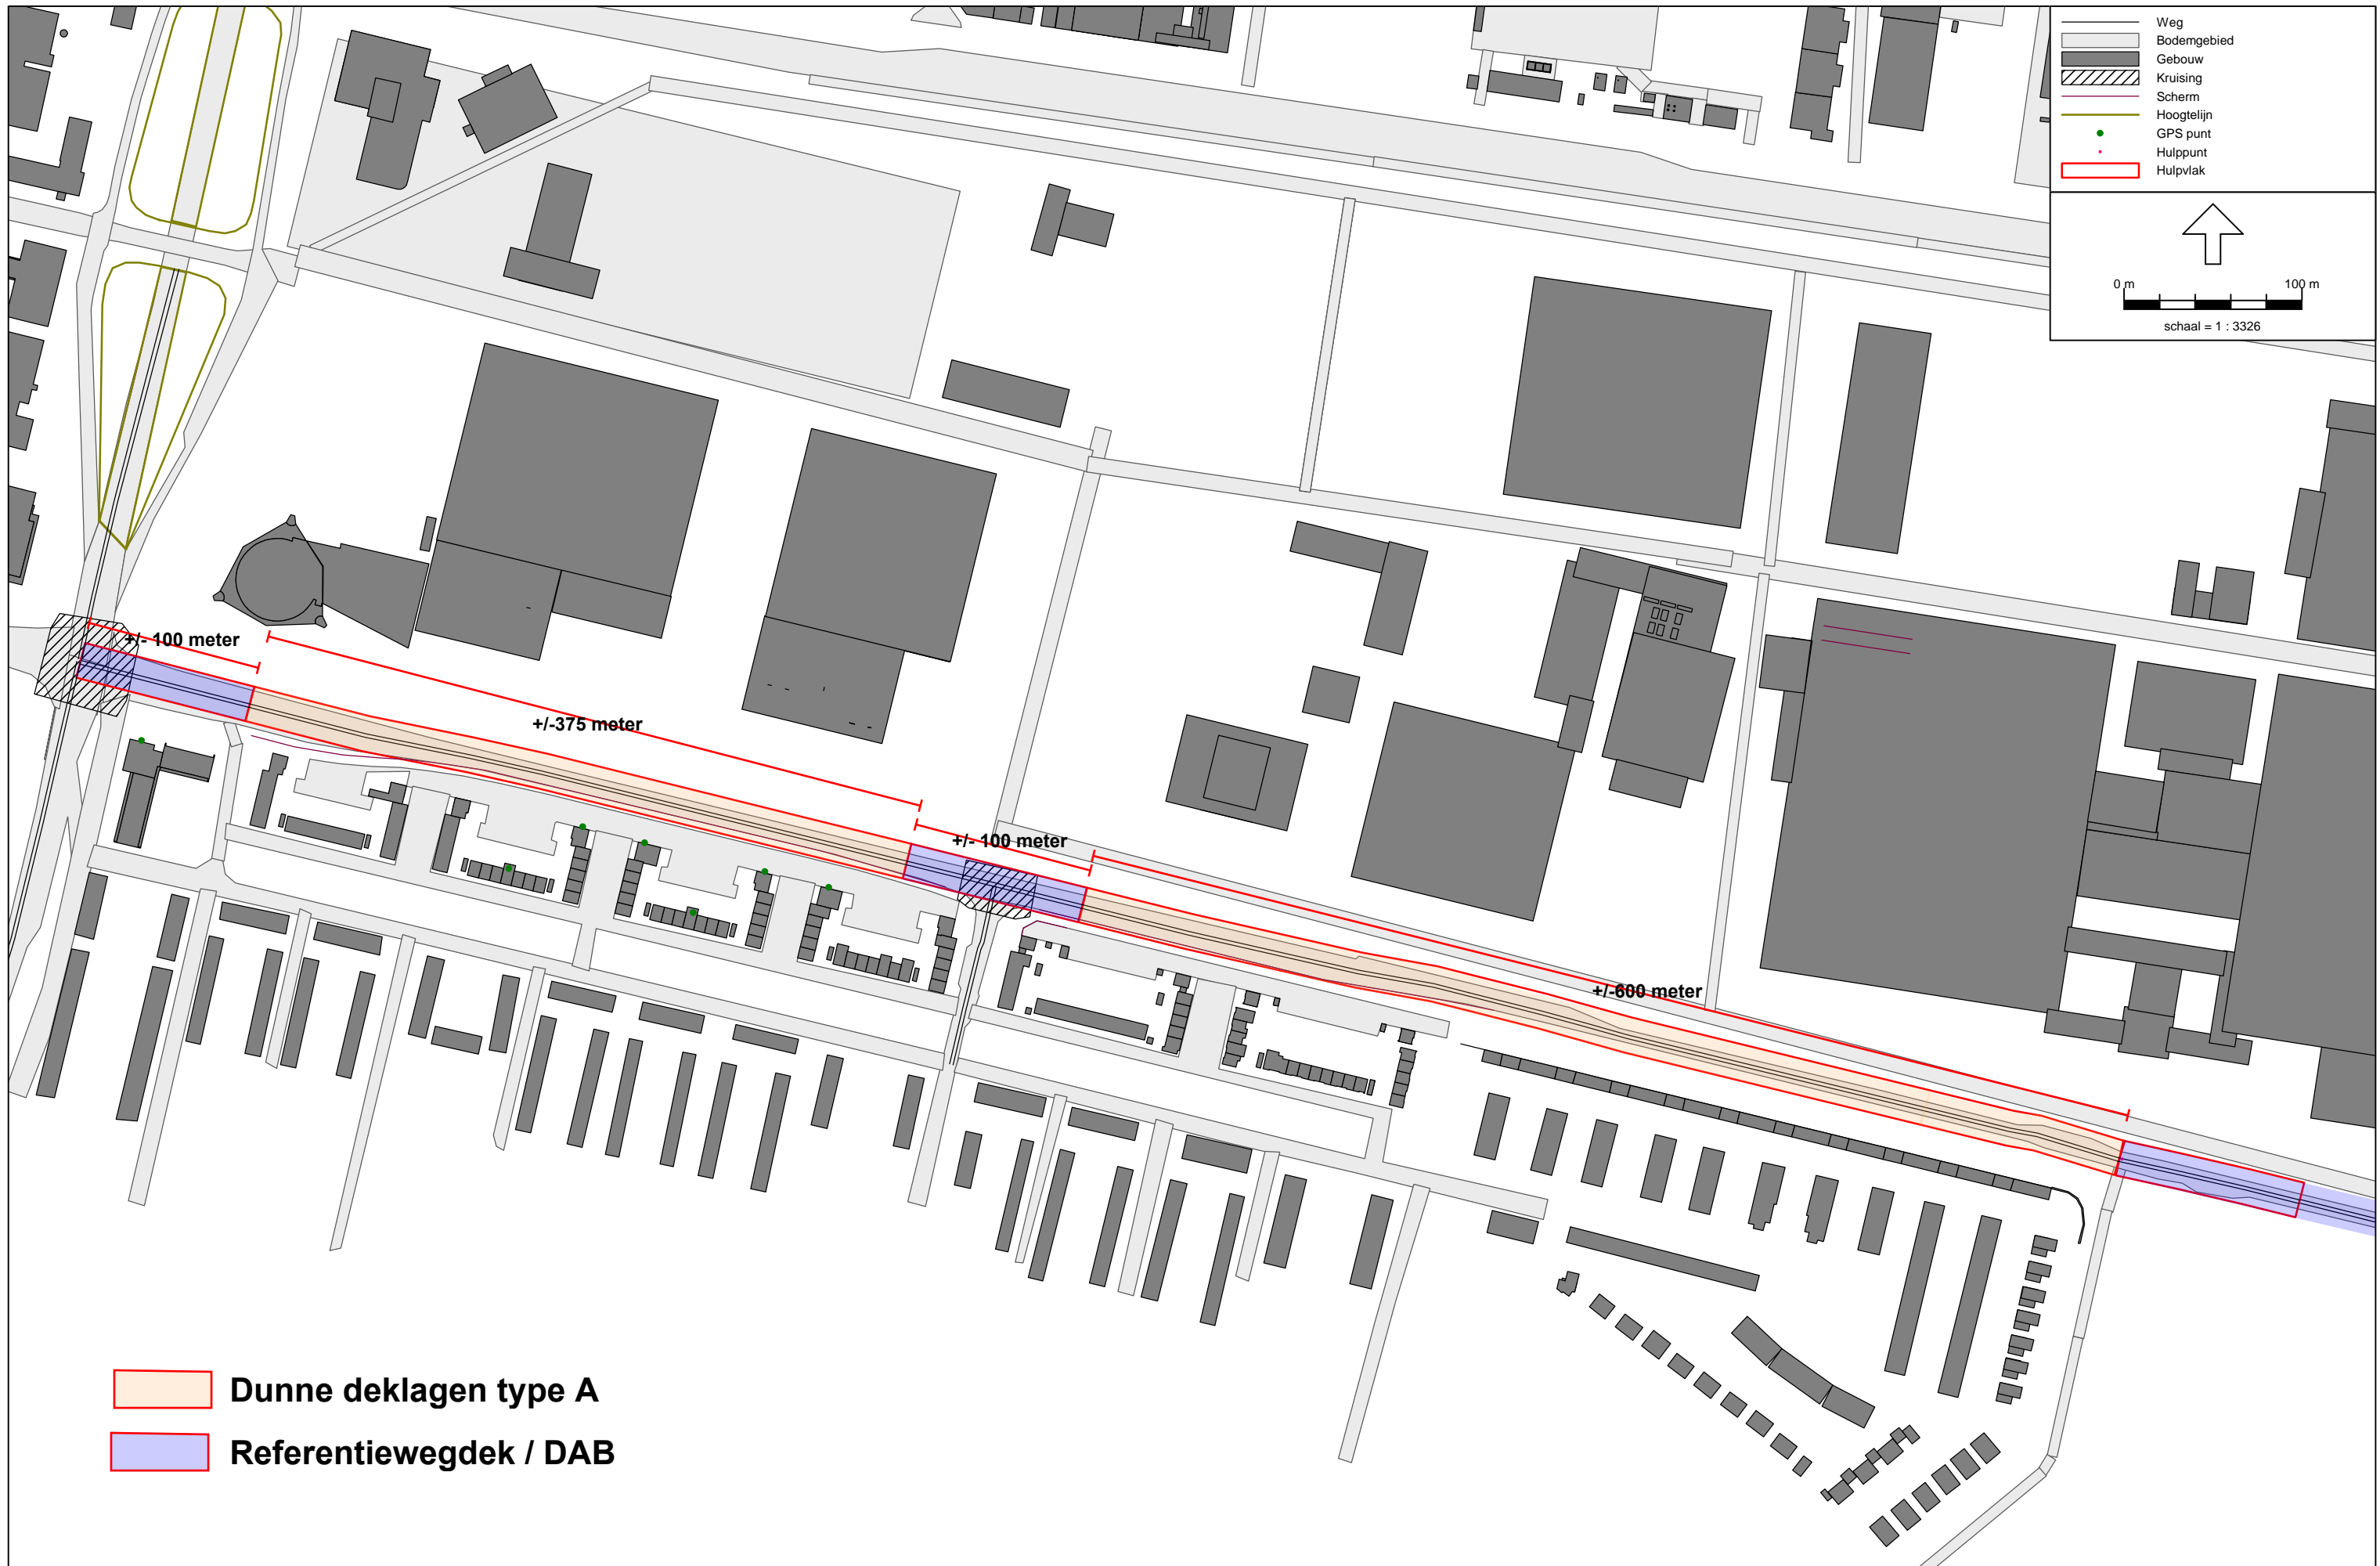 Weg
Bodemgebied
Gebouw
Kruising
Scherm
Hoogtelijn
GPS punt
Hulppunt
Hulpvlak
0 m 100 m
schaal = 1 : 3326
+/- 100 meter
+/-375 meter
+/- 100 meter
+/-600 meter
Dunne deklagen type A
Referentiewegdek / DAB